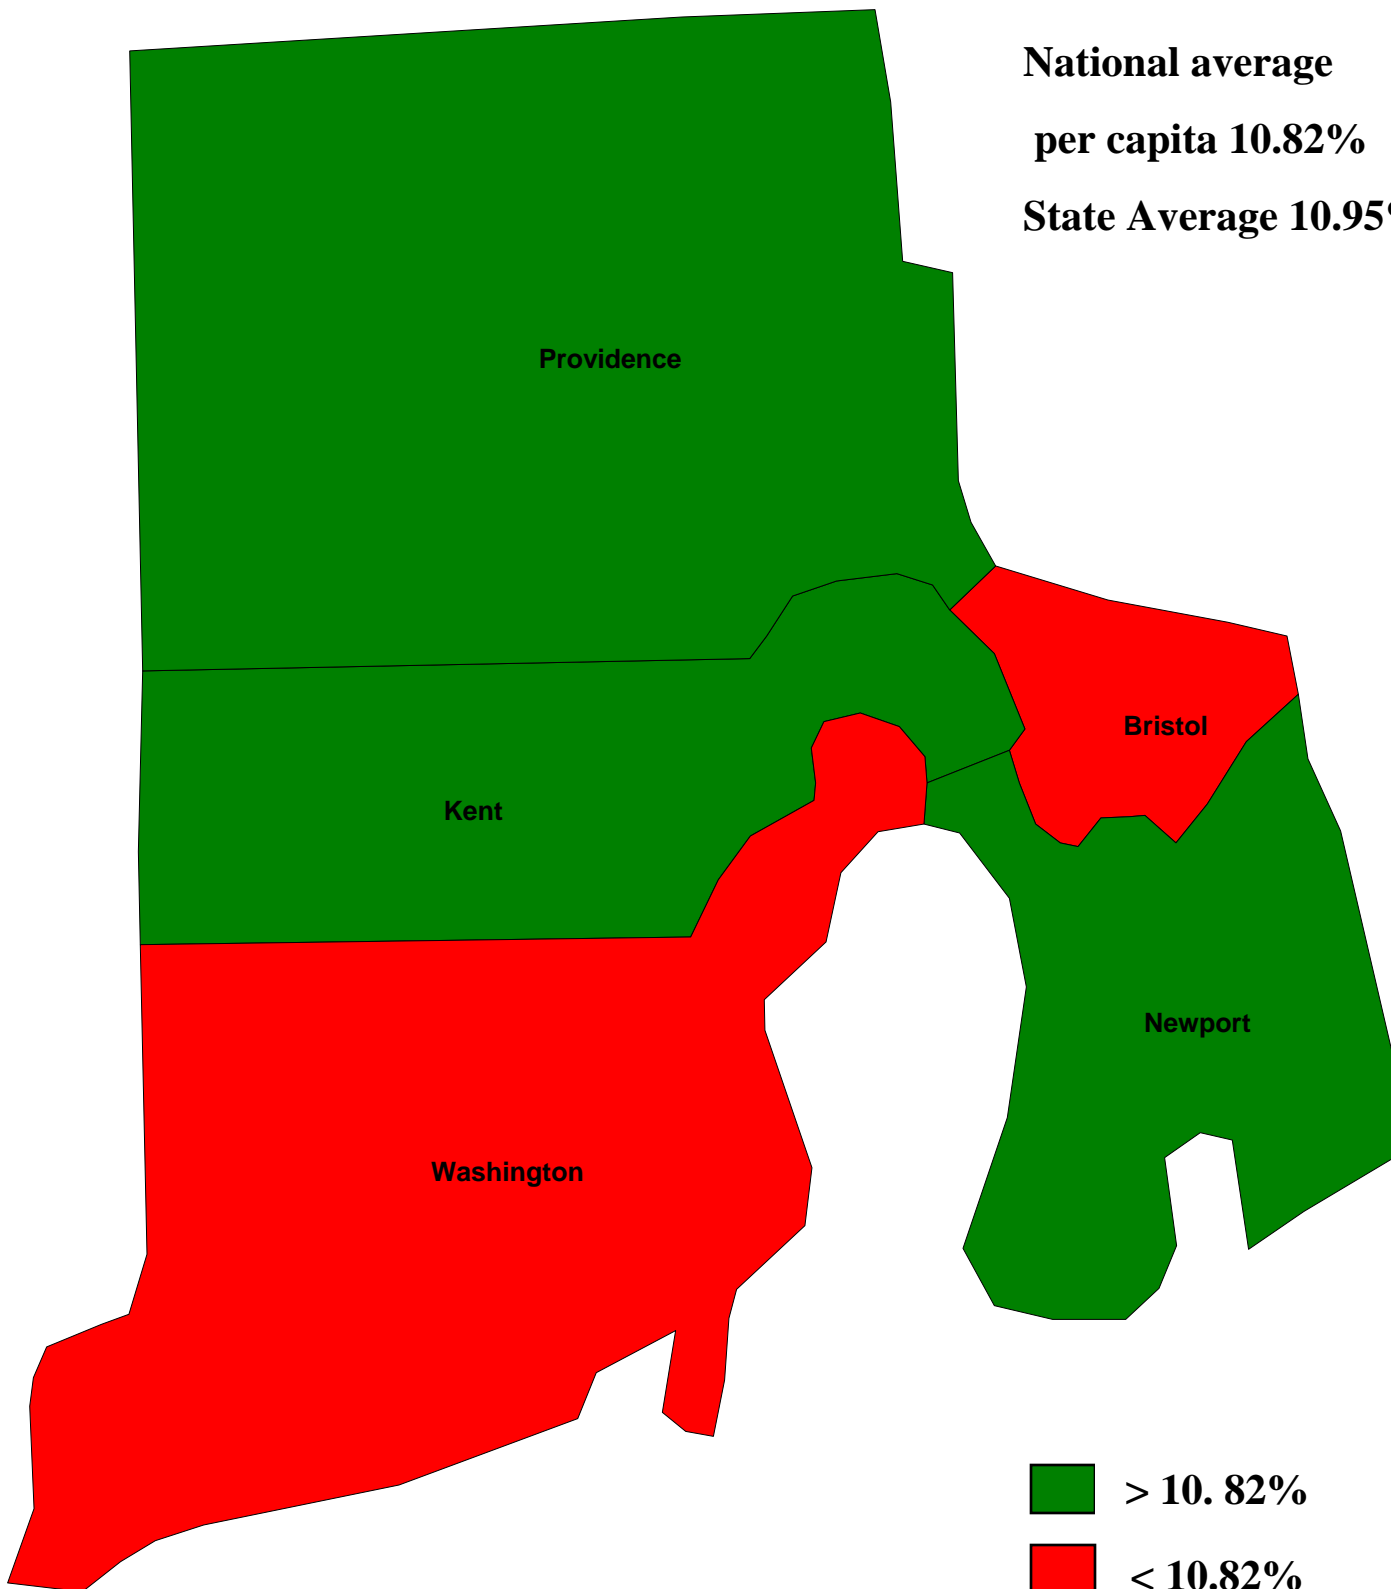 National average
per capita 10.82%
State Average 10.95%
Providence
Bristol
Kent
Newport
Washington
> 10. 82%
< 10.82%